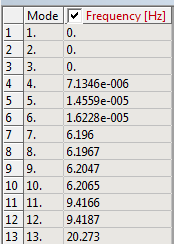 Mode Frequency [Hz]
1 1. 0.
2 2. 0.
3 3. 0.
4 4. 7.1346e-006
5 5. 1.4559e-005
6 6. 1.6228e-005
7 7. 6.196
8 8. 6.1967
9 9. 6.2047
10 10. 6.2065
11 11. 9.4166
12 12. 9.4187
13 13. 20.273